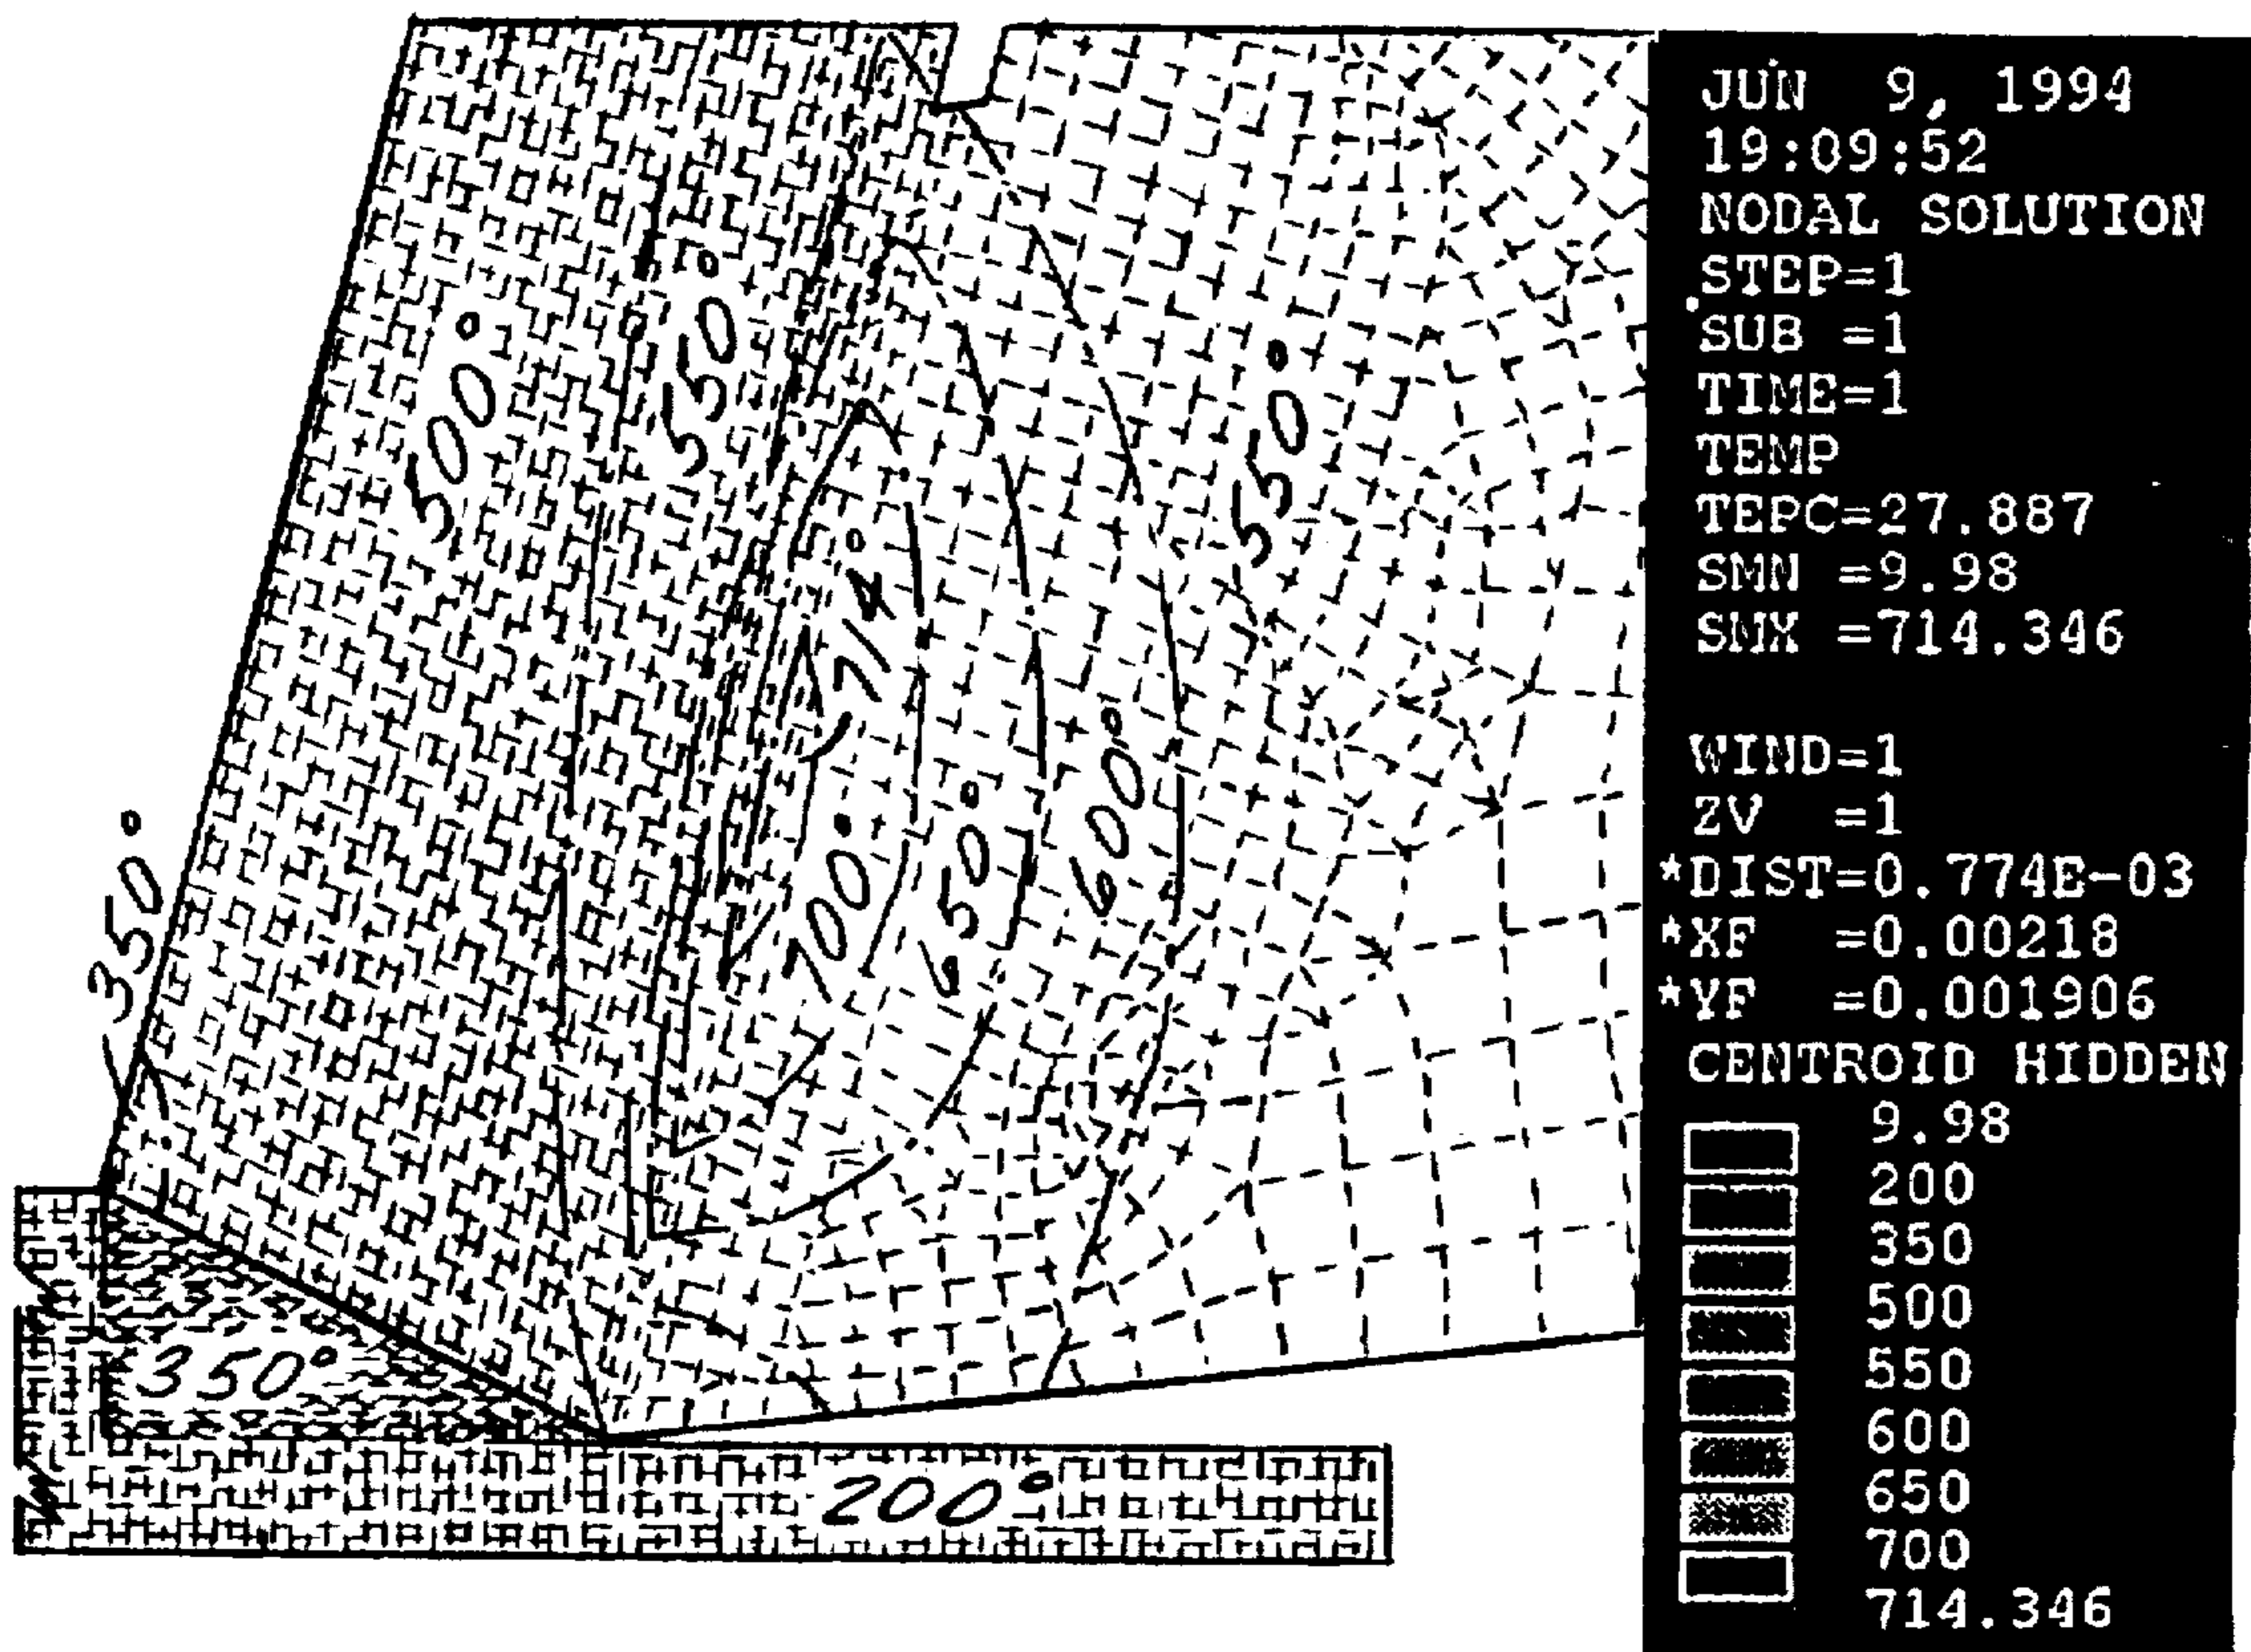 500°
550°
550°
714°
350°
700°
650°
600°
350°
200°
JUN 9, 1994
19:09:52
NODAL SOLUTION
STEP=1
SUB =1
TIME=1
TEMP
TEPC=27.887
SMN =9.98
SMX =714.346
WIND=1
ZV =1
*DIST=0.774E-03
*XF =0.00218
*YF =0.001906
CENTROID HIDDEN
9.98
200
350
500
550
600
650
700
714.346